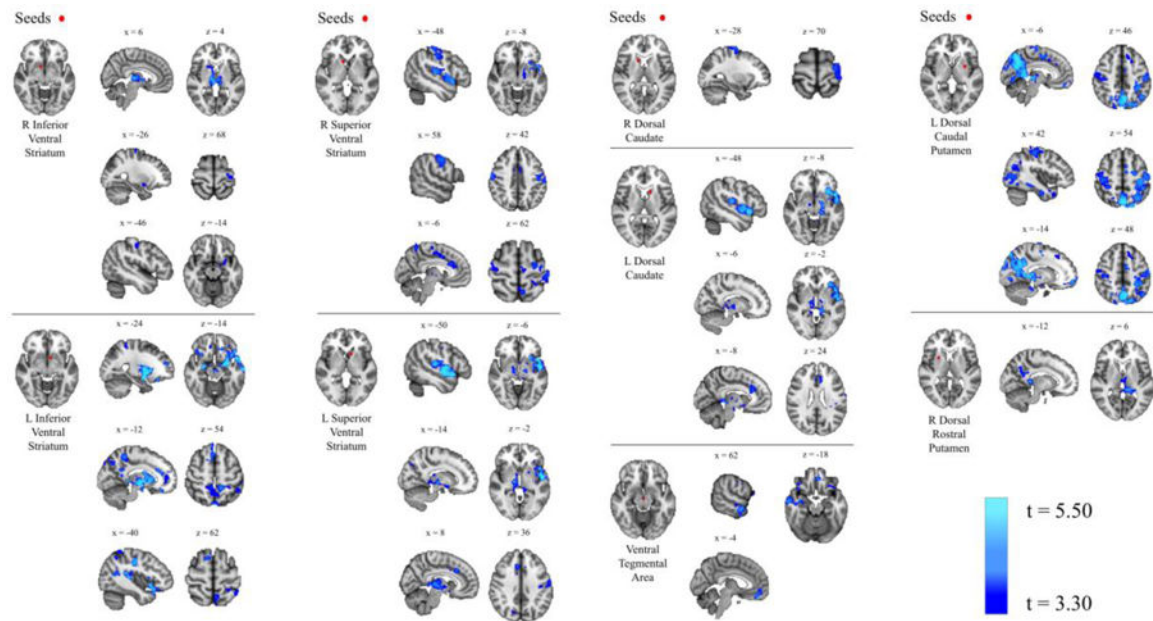 Seeds
x = 6 z = 4
R Inferior
Ventral
Striatum
x = -26 z = 68
x = -46 z = -14
x = -24 z = -14
L Inferior
Ventral
Striatum
x = -12 z = 54
x = -40 z = 62
Seeds
x = -48 z = -8
R Superior
Ventral
Striatum
x = 58 z = 42
x = -6 z = 62
x = -50 z = -6
L Superior
Ventral
Striatum
x = -14 z = -2
x = 8 z = 36
Seeds
x = -28 z = 70
R Dorsal
Caudate
x = -48 z = -8
L Dorsal
Caudate
x = -6 z = -2
x = -8 z = 24
x = 62 z = -18
Ventral
Tegmental
Area
x = -4
Seeds
x = -6 z = 46
L Dorsal
Caudal
Putamen
x = 42 z = 54
x = -14 z = 48
x = -12 z = 6
R Dorsal
Rostral
Putamen
t = 5.50
t = 3.30